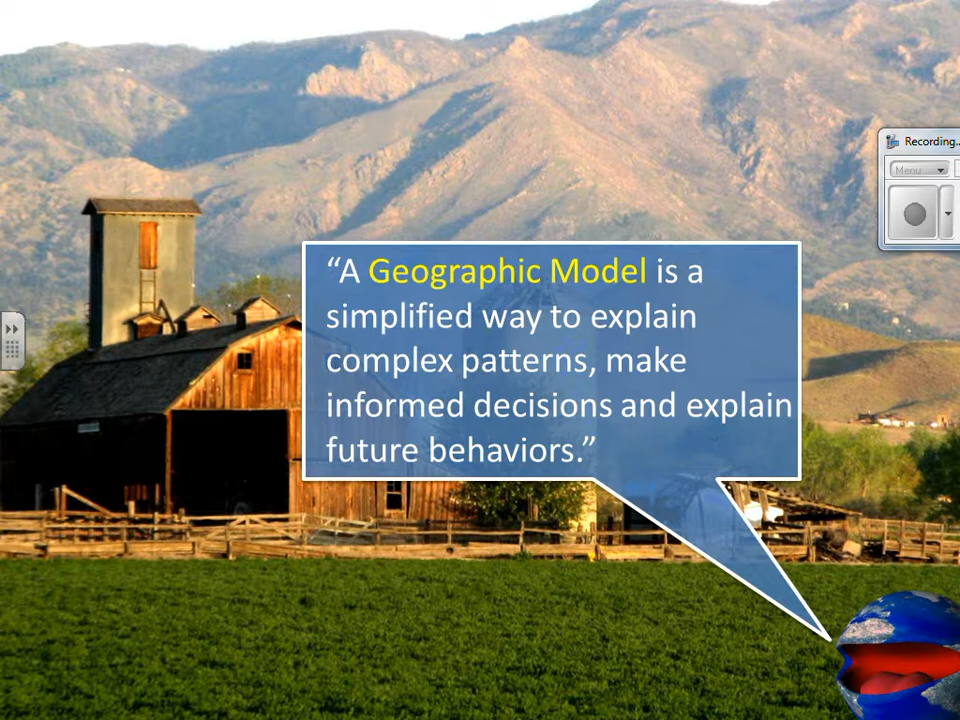 Recording..
Menu
“A Geographic Model is a
simplified way to explain
complex patterns, make
informed decisions and explain
future behaviors.”